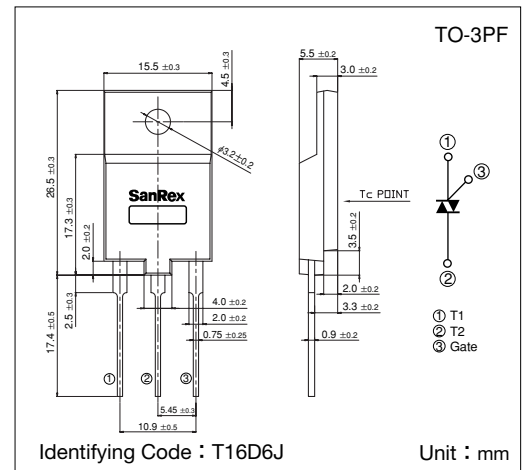 TO-3PF
15.5 ±0.3
4.5 ±0.3
5.5 ±0.2
3.0 ±0.2
φ3.2±0.2
26.5 ±0.3
17.3 ±0.3
2.0 ±0.2
SanRex
Tc POINT
3.5 ±0.2
2.5 ±0.3
17.4 ±0.5
4.0 ±0.2
2.0 ±0.2
0.75 ±0.25
2.0 ±0.2
3.3 ±0.2
0.9 ±0.2
① ② ③
5.45 ±0.3
10.9 ±0.5
①
③
②
① T1
② T2
③ Gate
Identifying Code：T16D6J
Unit：mm